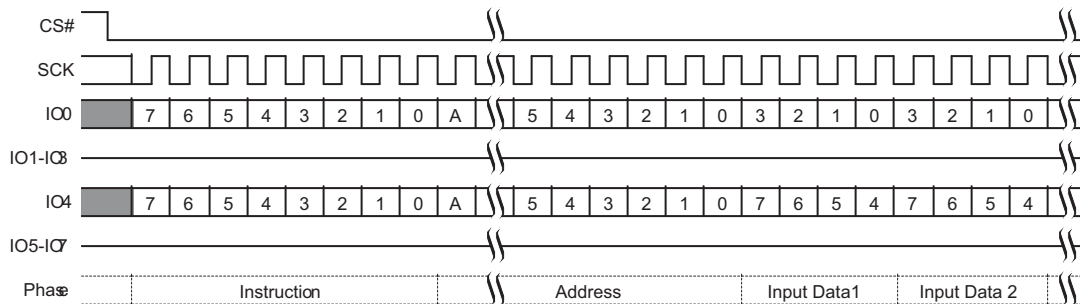 CS#
SCK
IO0 7 6 5 4 3 2 1 0 A 5 4 3 2 1 0 3 2 1 0 3 2 1 0
IO1-IO3
IO4 7 6 5 4 3 2 1 0 A 5 4 3 2 1 0 7 6 5 4 7 6 5 4
IO5-IO7
Phase Instruction Address Input Data1 Input Data 2